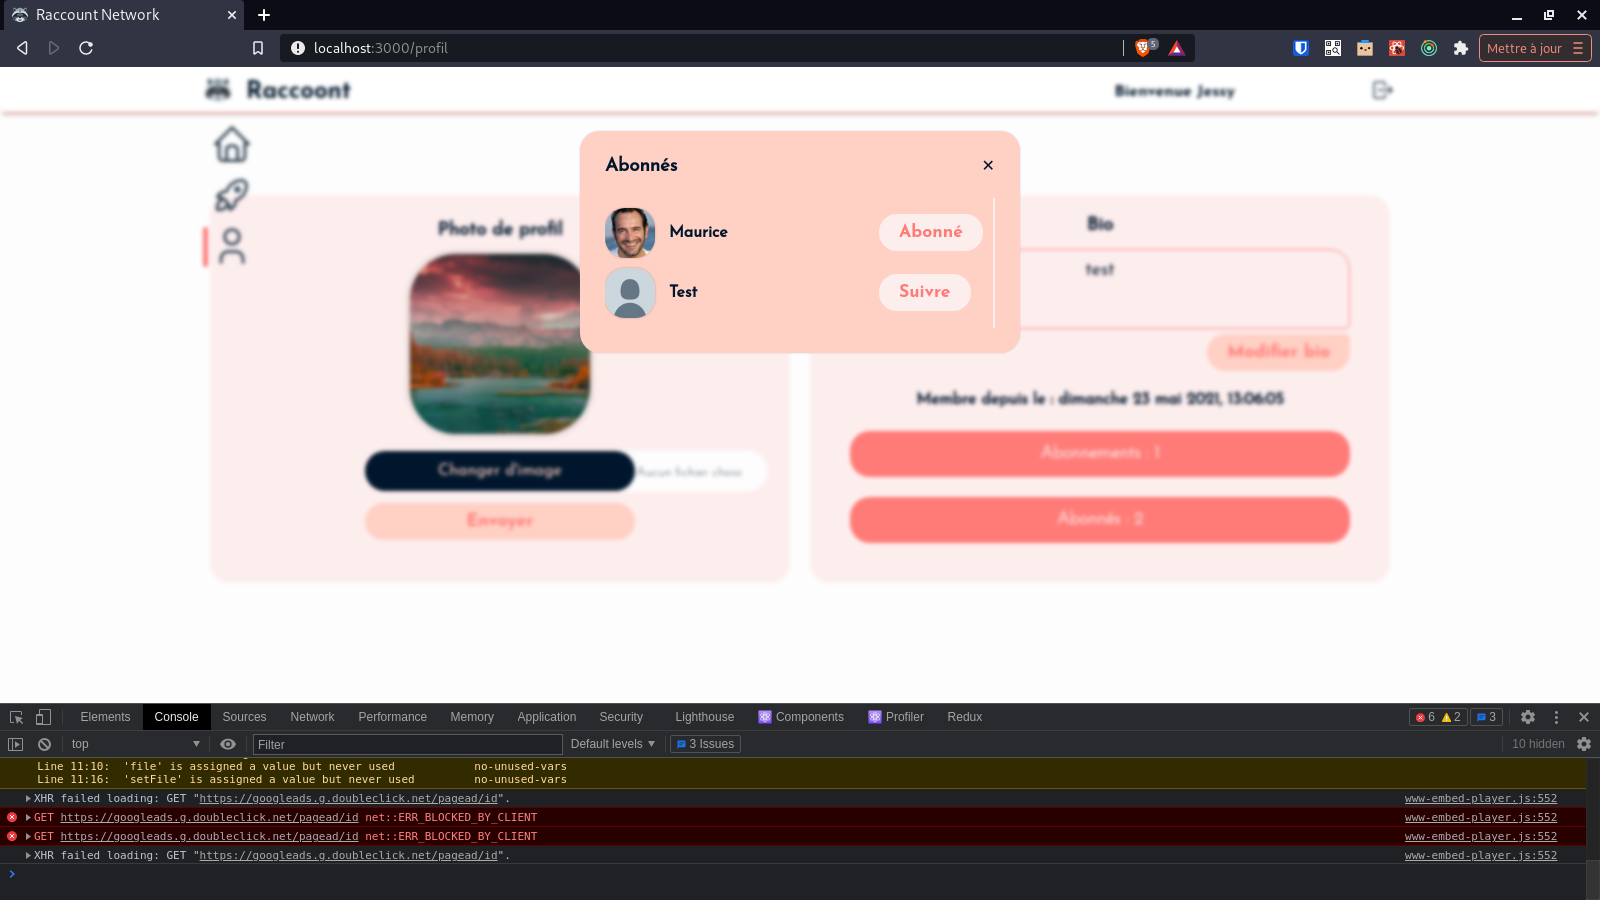 Raccount Network
localhost:3000/profil
5
Mettre à jour
Raccoont
Bienvenue Jessy
Abonnés
Maurice
Abonné
Test
Suivre
Photo de profil
Changer d'image
Aucun fichier choisi
Envoyer
Bio
test
Modifier bio
Membre depuis le : dimanche 23 mai 2021, 13:06:05
Abonnements : 1
Abonnés : 2
Elements Console Sources Network Performance Memory Application Security Lighthouse Components Profiler Redux 6 2 3
top Filter Default levels 3 Issues 10 hidden
Line 11:10: 'file' is assigned a value but never used no-unused-vars
Line 11:16: 'setFile' is assigned a value but never used no-unused-vars
XHR failed loading: GET "https://googleads.g.doubleclick.net/pagead/id". www-embed-player.js:552
GET https://googleads.g.doubleclick.net/pagead/id net::ERR_BLOCKED_BY_CLIENT www-embed-player.js:552
GET https://googleads.g.doubleclick.net/pagead/id net::ERR_BLOCKED_BY_CLIENT www-embed-player.js:552
XHR failed loading: GET "https://googleads.g.doubleclick.net/pagead/id". www-embed-player.js:552